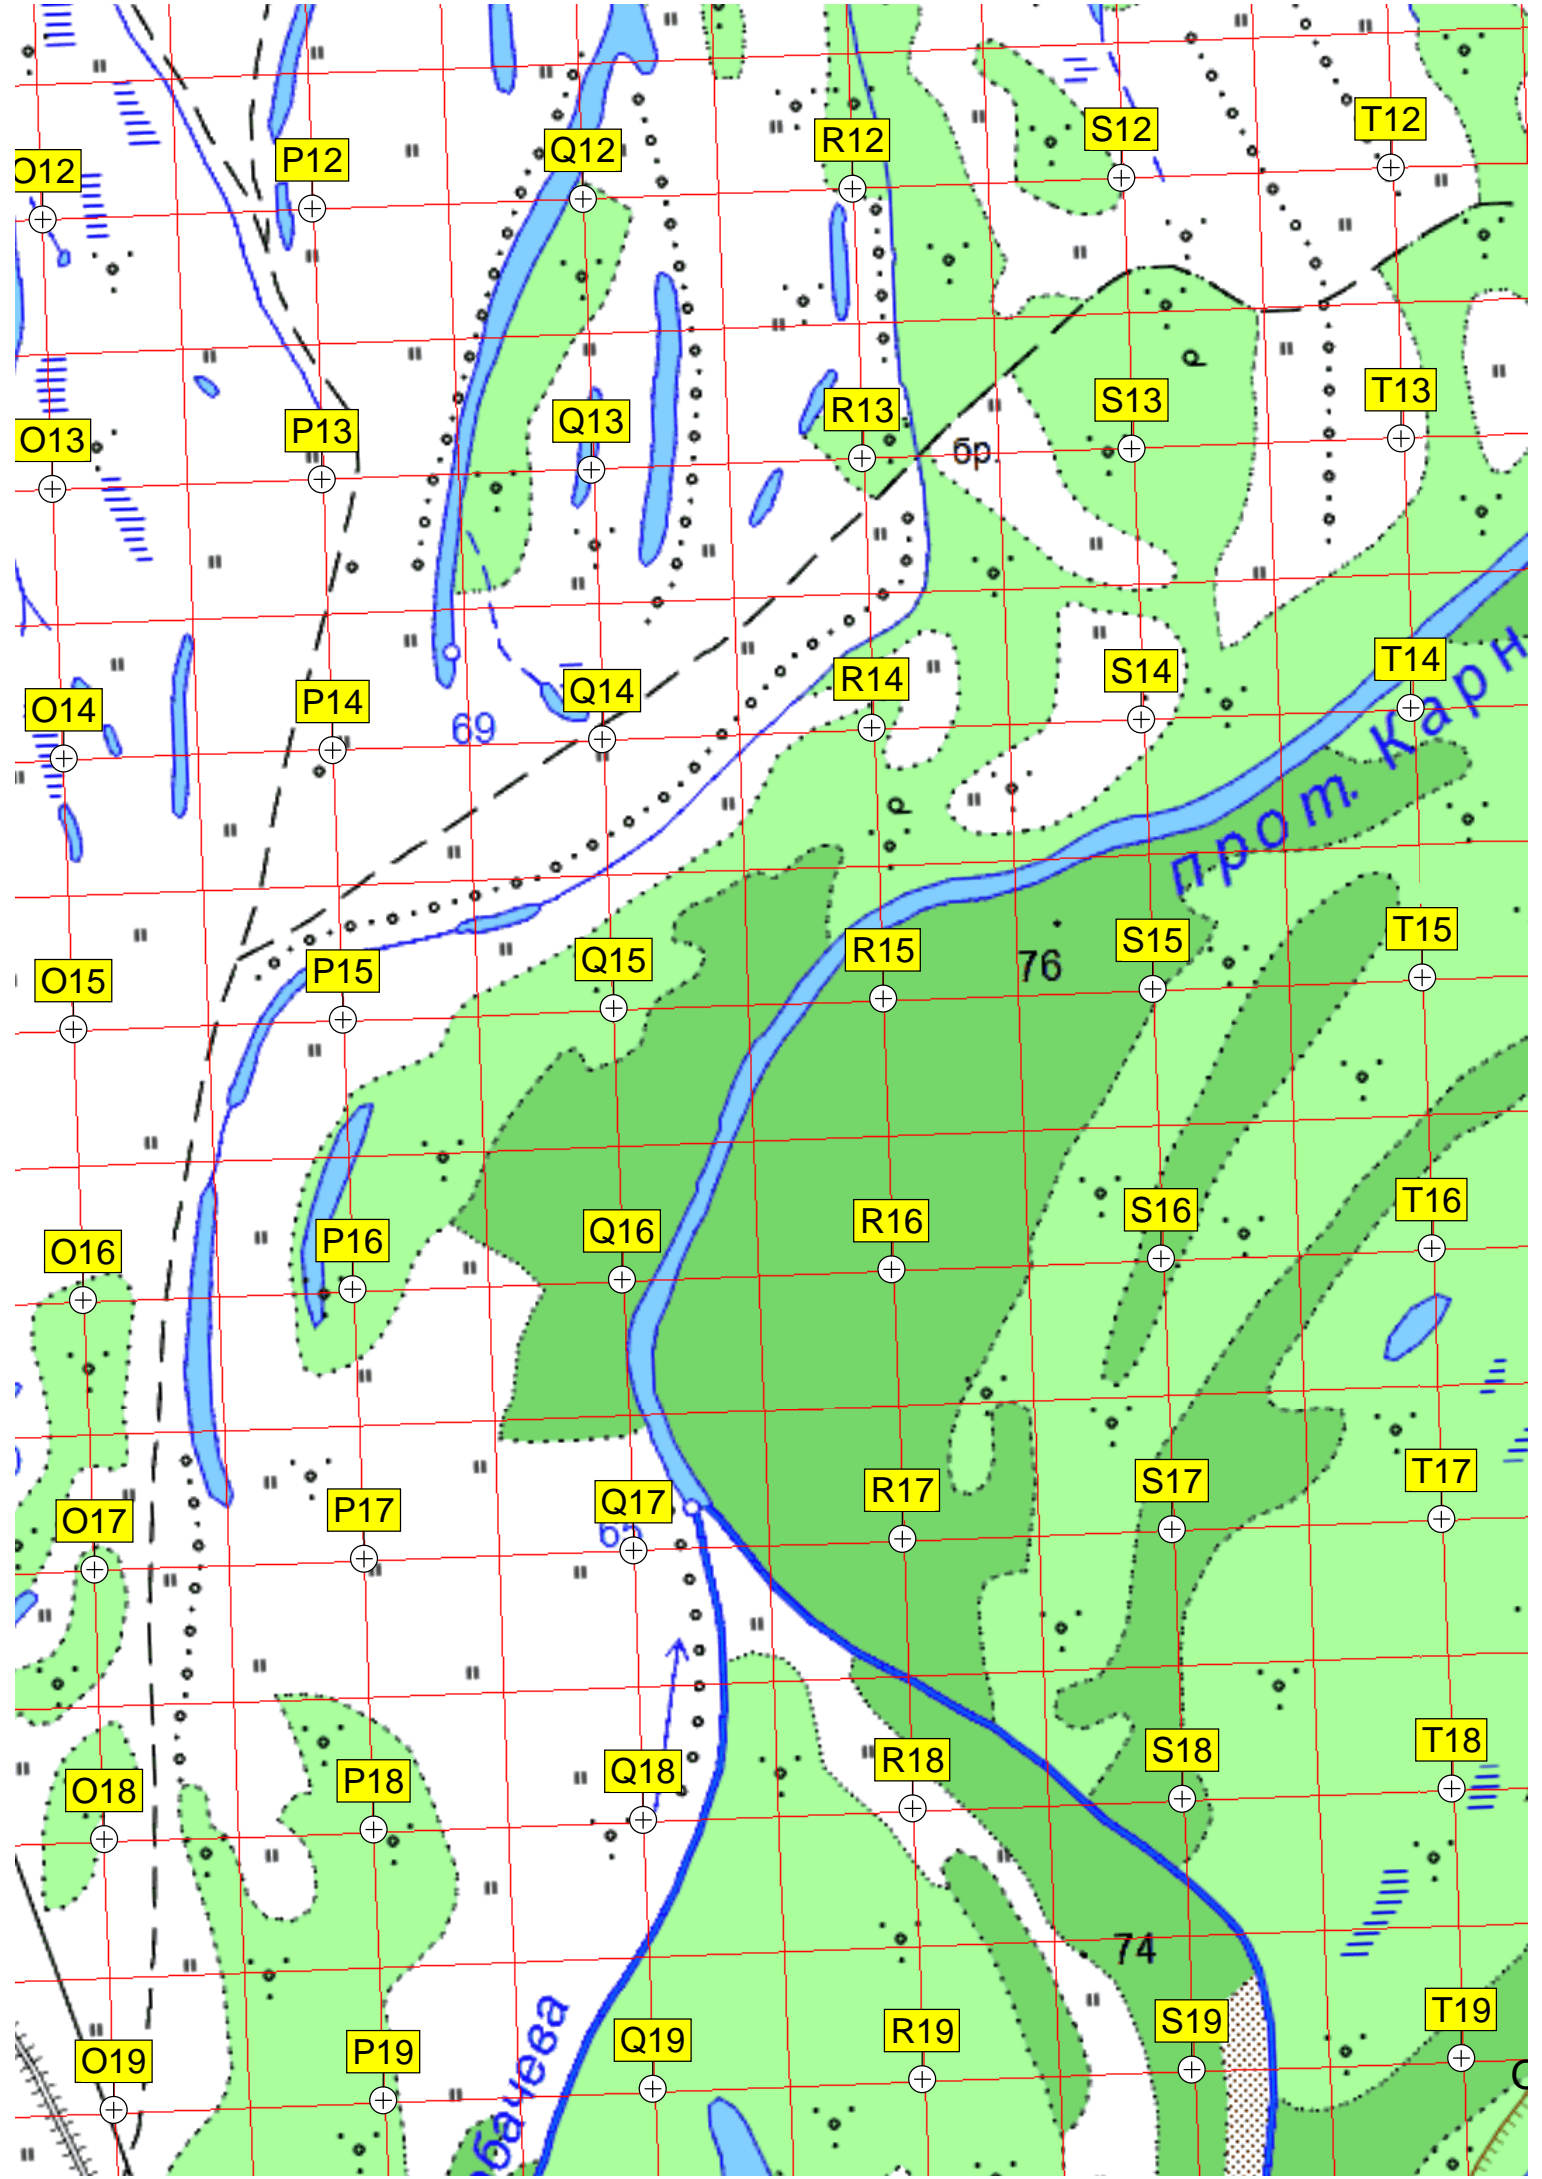 O12 P12 Q12 R12 S12 T12
O13 P13 Q13 R13 S13 T13
бр.
O14 P14 Q14 R14 S14 T14
69
прот. Карн
O15 P15 Q15 R15 S15 T15
76
O16 P16 Q16 R16 S16 T16
O17 P17 Q17 R17 S17 T17
O18 P18 Q18 R18 S18 T18
74
O19 P19 Q19 R19 S19 T19
бачева